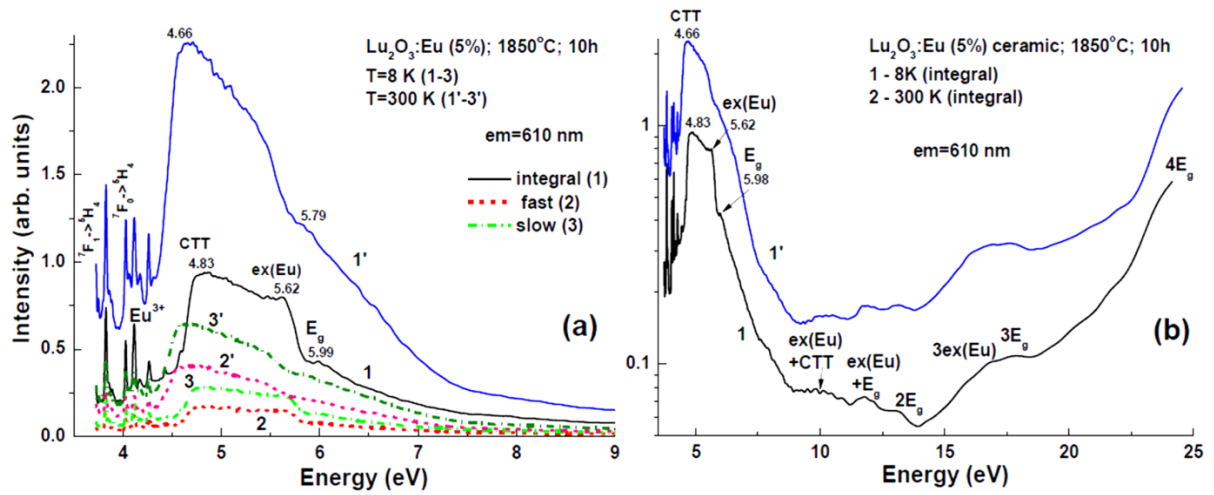 4.66
Lu2O3:Eu (5%); 1850°C; 10h
T=8 K (1-3)
T=300 K (1'-3')
em=610 nm
integral (1)
fast (2)
slow (3)
⁷F₁->⁵H₄
⁷F₀->⁵H₄
Eu³⁺
CTT
4.83
ex(Eu)
5.62
Eg
5.99
5.79
1'
1
3'
2'
3
2
(a)
0.0
0.5
1.0
1.5
2.0
4
5
6
7
8
9
Intensity (arb. units)
Energy (eV)
CTT
4.66
Lu2O3:Eu (5%) ceramic; 1850°C; 10h
1 - 8K (integral)
2 - 300 K (integral)
em=610 nm
4.83
ex(Eu)
5.62
Eg
5.98
1'
1
ex(Eu)
+CTT
ex(Eu)
+Eg
2Eg
3ex(Eu)
3Eg
4Eg
(b)
1
0.1
5
10
15
20
25
Energy (eV)